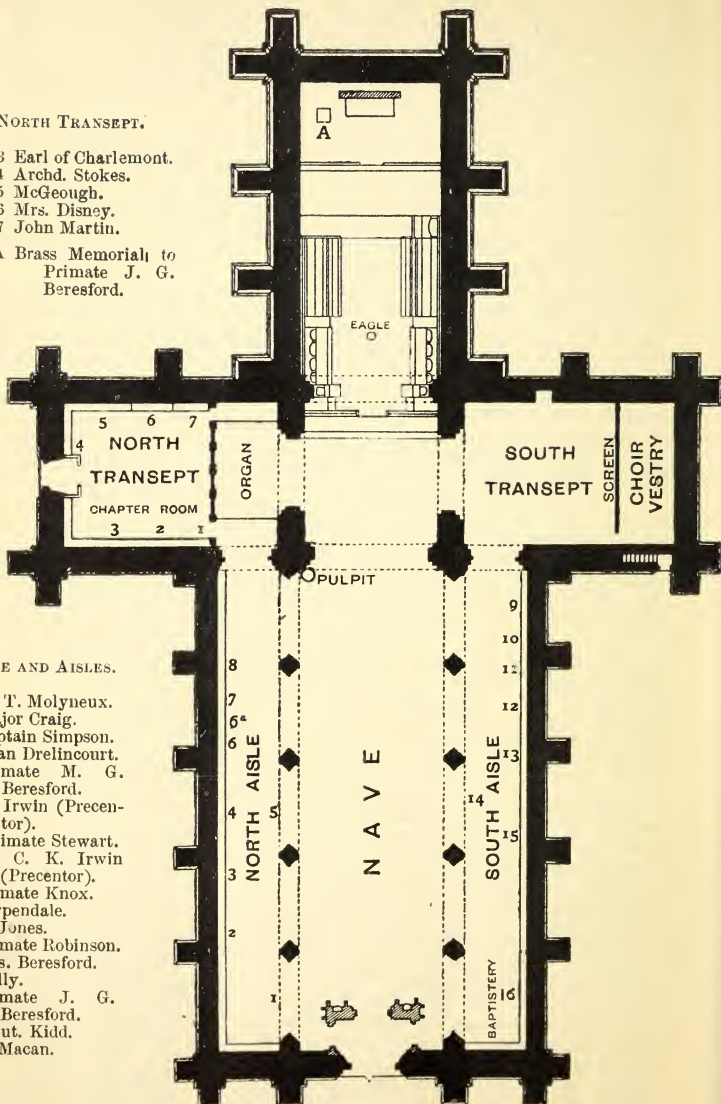 NORTH TRANSEPT.
3 Earl of Charlemont.
4 Archd. Stokes.
5 McGeough.
6 Mrs. Disney.
7 John Martin.
A Brass Memorial to
Primate J. G.
Beresford.
A
EAGLE
5 6 7
4
NORTH
TRANSEPT
CHAPTER ROOM
3 2 1
ORGAN
SOUTH
TRANSEPT
SCREEN
CHOIR
VESTRY
PULPIT
E AND AISLES.
T. Molyneux.
jor Craig.
ptain Simpson.
an Drelincourt.
imate M. G.
Beresford.
Irwin (Precen-
tor).
rimate Stewart.
C. K. Irwin
(Precentor).
mate Knox.
rpendale.
Jones.
mate Robinson.
s. Beresford.
lly.
mate J. G.
Beresford.
ut. Kidd.
Macan.
8
7
6a
6
4
5
3
2
1
NORTH AISLE
NAVE
SOUTH AISLE
9
10
11
12
13
14
15
16
BAPTISTERY